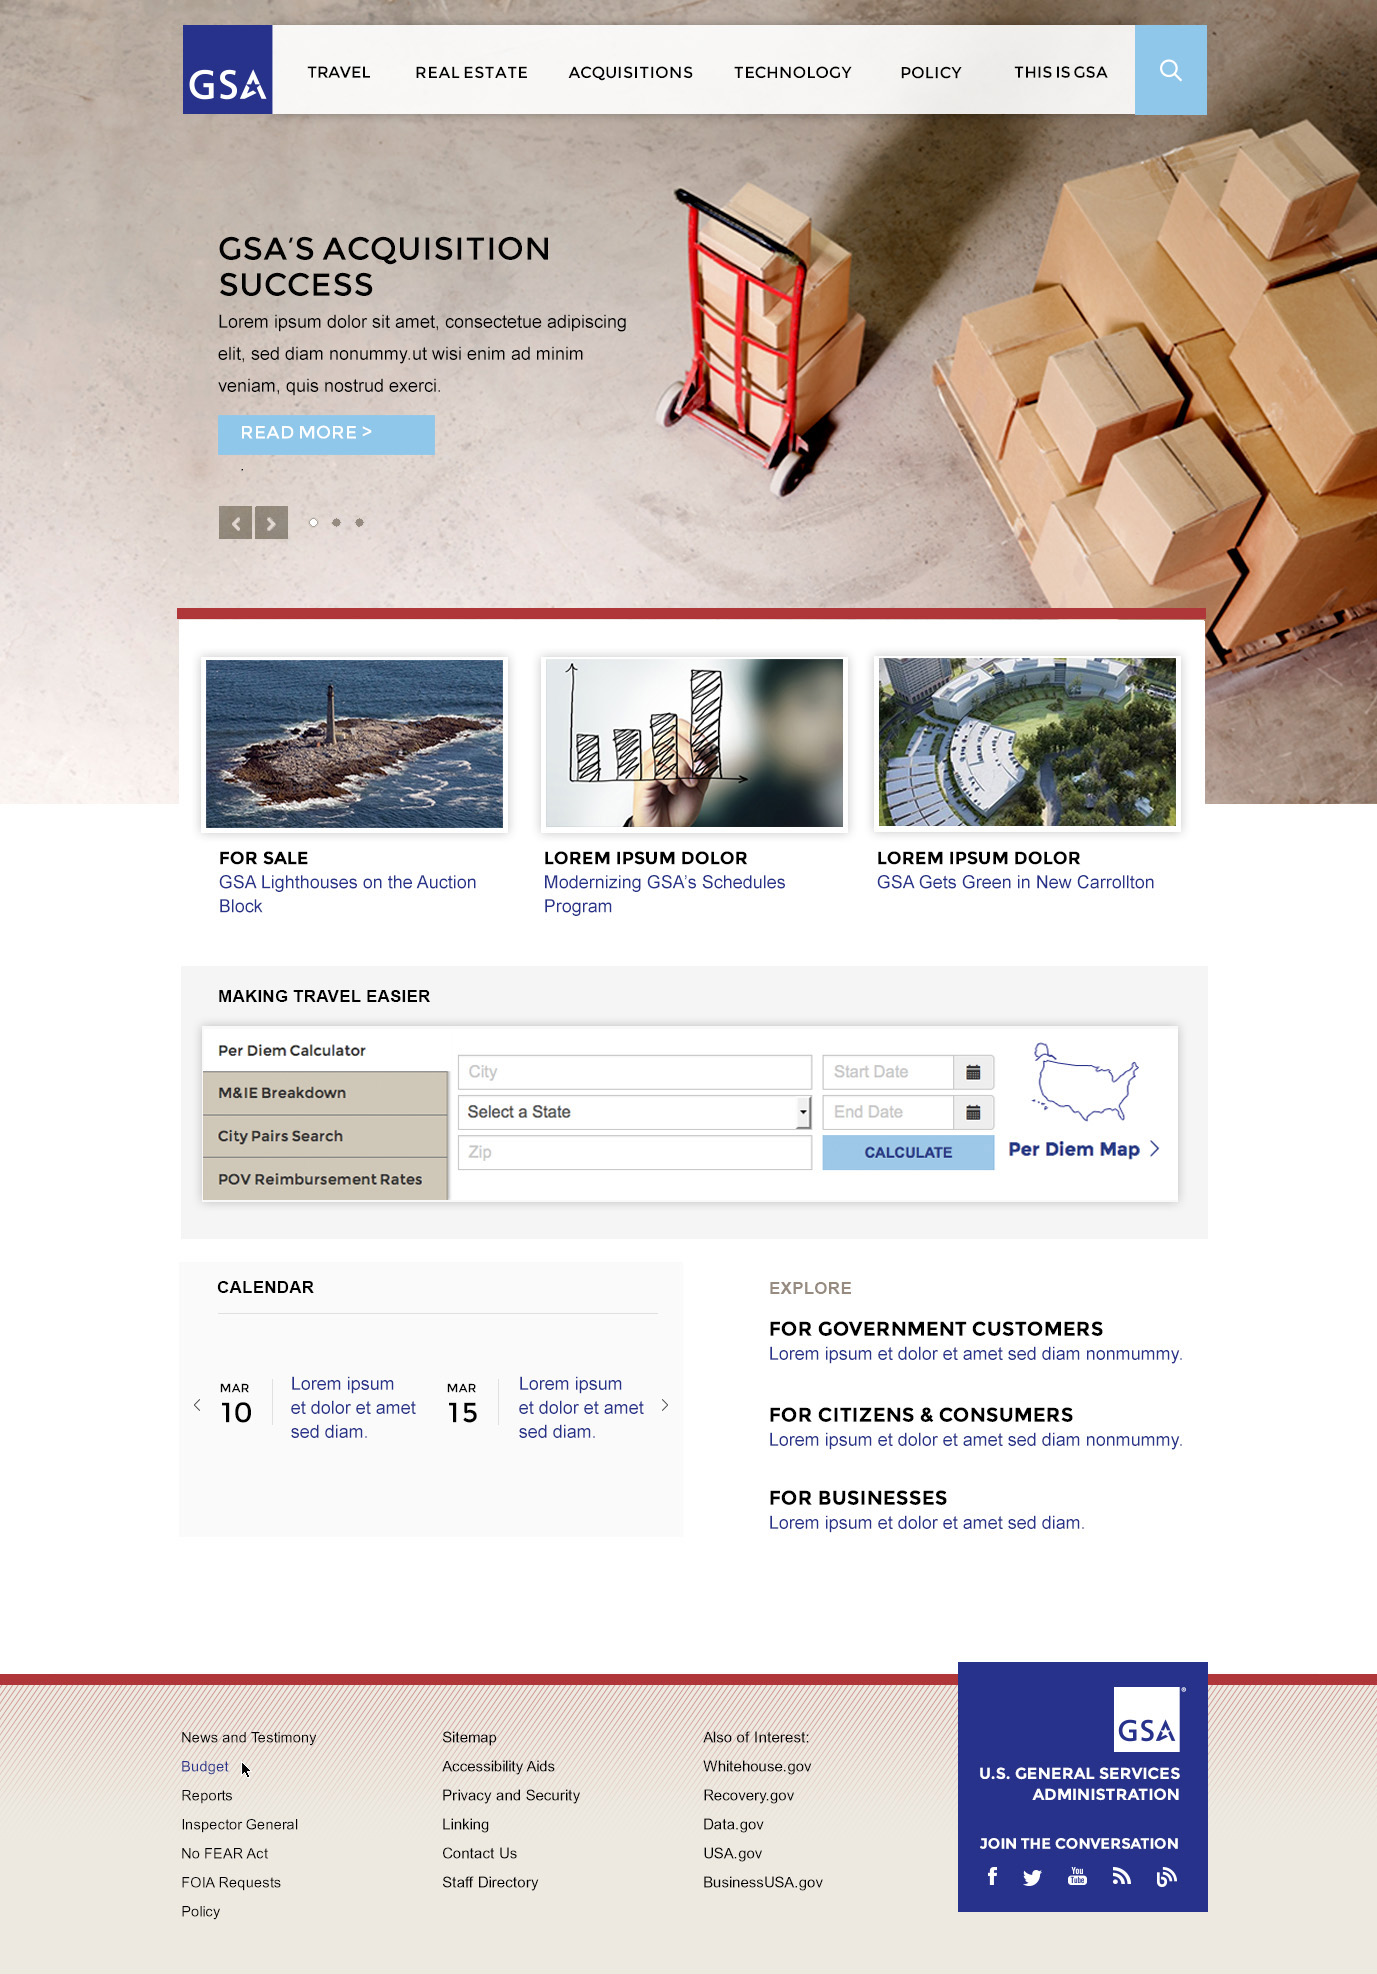 GSA
TRAVEL
REAL ESTATE
ACQUISITIONS
TECHNOLOGY
POLICY
THIS IS GSA
GSA'S ACQUISITION
SUCCESS
Lorem ipsum dolor sit amet, consectetue adipiscing
elit, sed diam nonummy.ut wisi enim ad minim
veniam, quis nostrud exerci.
READ MORE >
.
FOR SALE
GSA Lighthouses on the Auction
Block
LOREM IPSUM DOLOR
Modernizing GSA's Schedules
Program
LOREM IPSUM DOLOR
GSA Gets Green in New Carrollton
MAKING TRAVEL EASIER
Per Diem Calculator
M&IE Breakdown
City Pairs Search
POV Reimbursement Rates
City
Select a State
Zip
Start Date
End Date
CALCULATE
Per Diem Map >
CALENDAR
MAR
10
Lorem ipsum
et dolor et amet
sed diam.
MAR
15
Lorem ipsum
et dolor et amet
sed diam.
EXPLORE
FOR GOVERNMENT CUSTOMERS
Lorem ipsum et dolor et amet sed diam nonmummy.
FOR CITIZENS & CONSUMERS
Lorem ipsum et dolor et amet sed diam nonmummy.
FOR BUSINESSES
Lorem ipsum et dolor et amet sed diam.
News and Testimony
Budget
Reports
Inspector General
No FEAR Act
FOIA Requests
Policy
Sitemap
Accessibility Aids
Privacy and Security
Linking
Contact Us
Staff Directory
Also of Interest:
Whitehouse.gov
Recovery.gov
Data.gov
USA.gov
BusinessUSA.gov
GSA®
U.S. GENERAL SERVICES
ADMINISTRATION
JOIN THE CONVERSATION
You
Tube